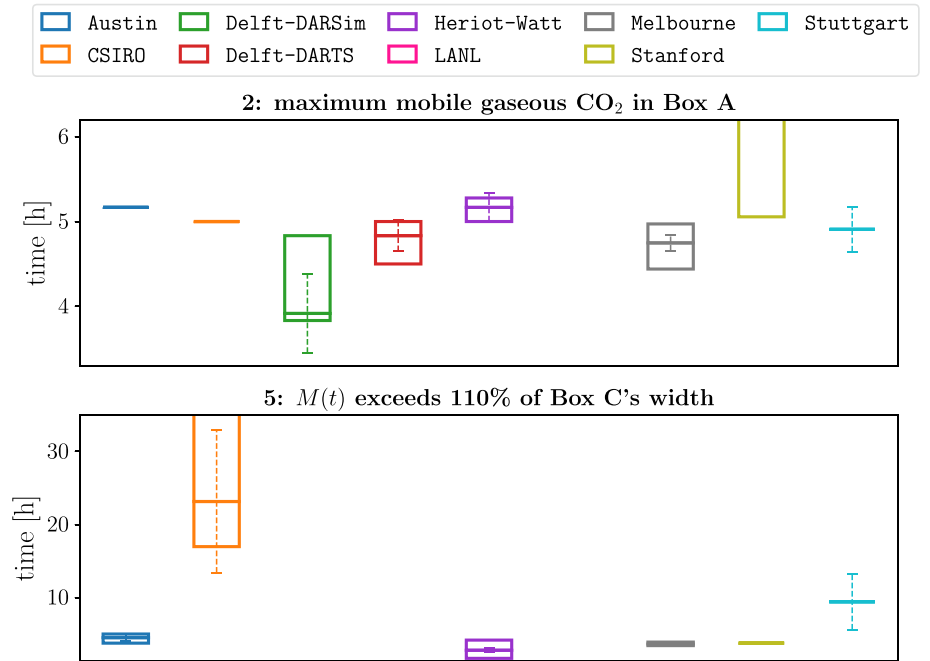 Austin Delft-DARSim Heriot-Watt Melbourne Stuttgart
CSIRO Delft-DARTS LANL Stanford
2: maximum mobile gaseous CO₂ in Box A
6
5
4
time [h]
5: M(t) exceeds 110% of Box C's width
30
20
10
time [h]